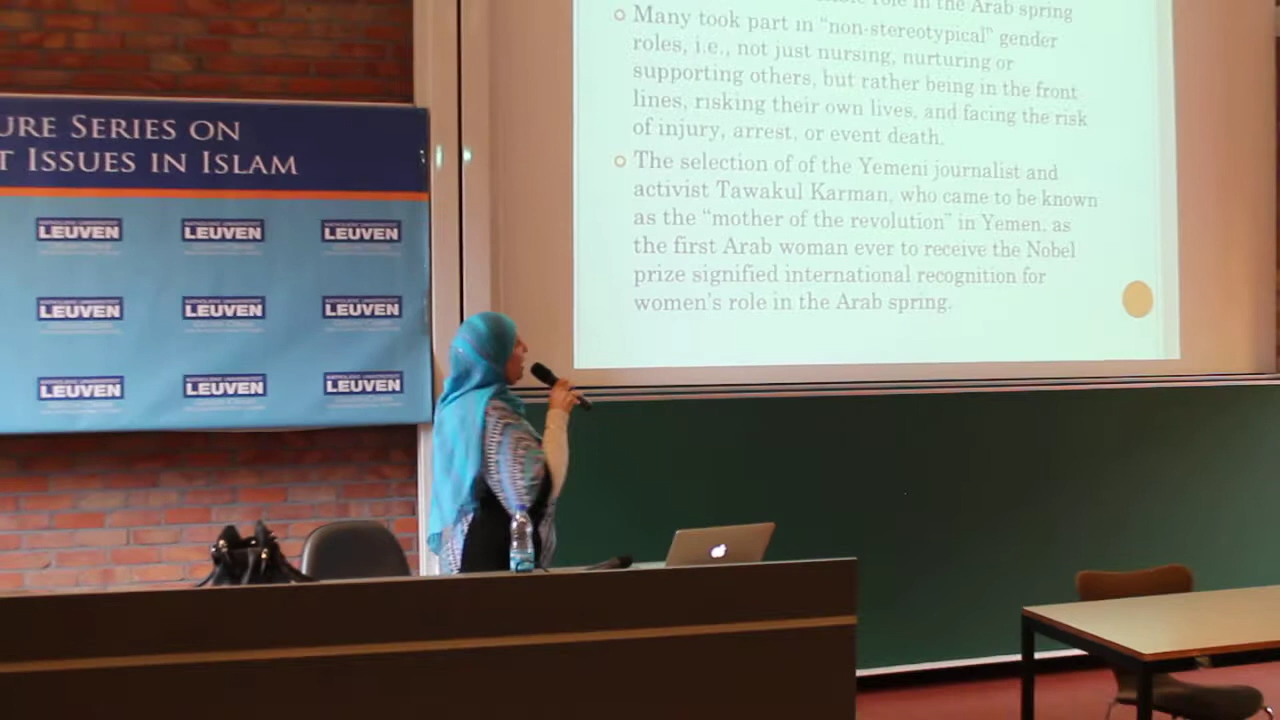 URE SERIES ON
T ISSUES IN ISLAM
LEUVEN
LEUVEN
LEUVEN
LEUVEN
LEUVEN
LEUVEN
LEUVEN
LEUVEN
LEUVEN
role in the Arab spring
Many took part in “non-stereotypical” gender
roles, i.e., not just nursing, nurturing or
supporting others, but rather being in the front
lines, risking their own lives, and facing the risk
of injury, arrest, or event death.
The selection of of the Yemeni journalist and
activist Tawakul Karman, who came to be known
as the “mother of the revolution” in Yemen, as
the first Arab woman ever to receive the Nobel
prize signified international recognition for
women's role in the Arab spring.